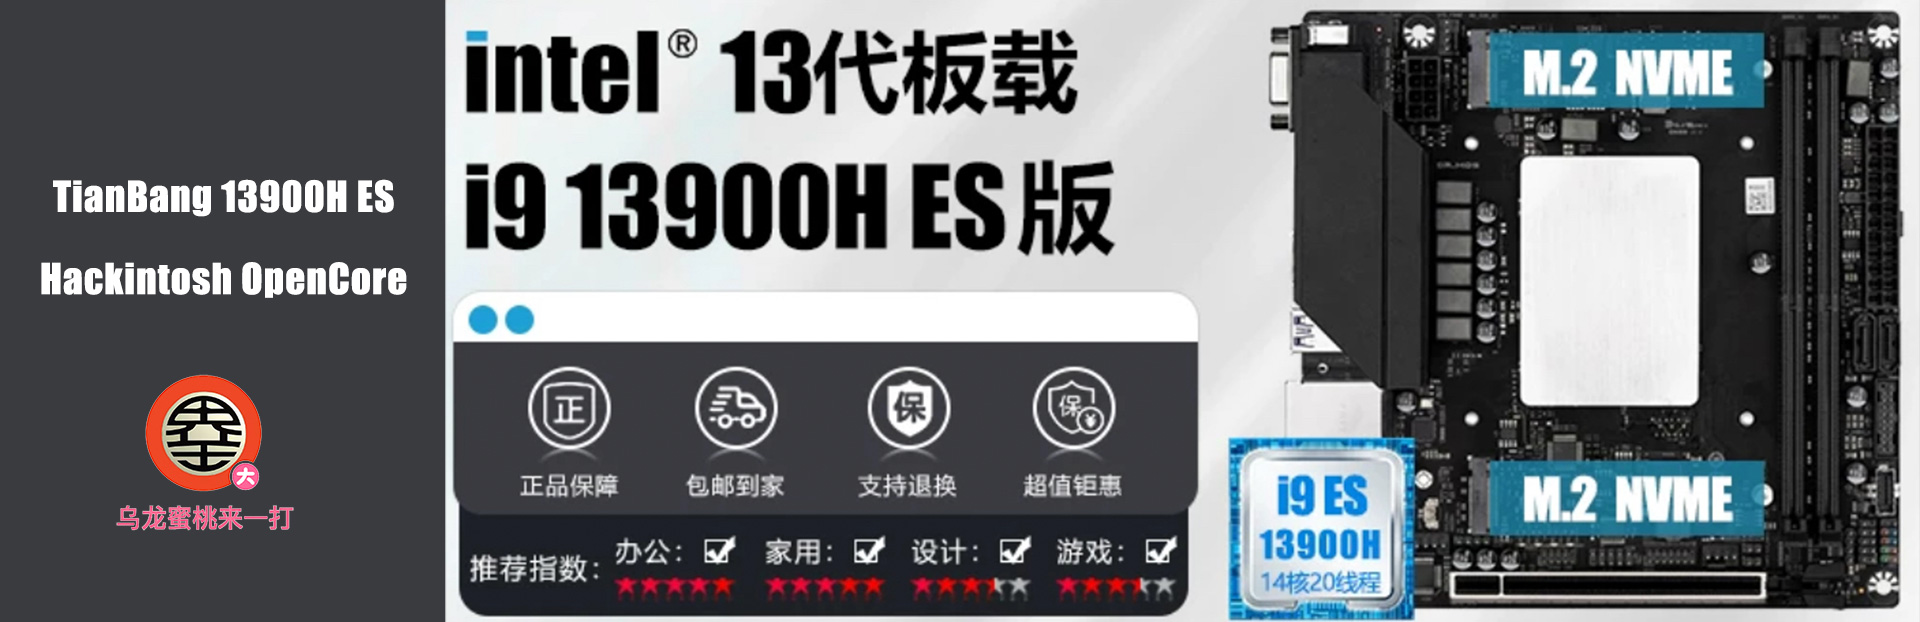 TianBang 13900H ES
Hackintosh OpenCore
大
乌龙蜜桃来一打
intel® 13代板载
i9 13900H ES版
正
保
保 ¥
正品保障 包邮到家 支持退换 超值钜惠
推荐指数： 办公： 家用： 设计： 游戏：
M.2 NVME
M.2 NVME
i9 ES
13900H
14核20线程